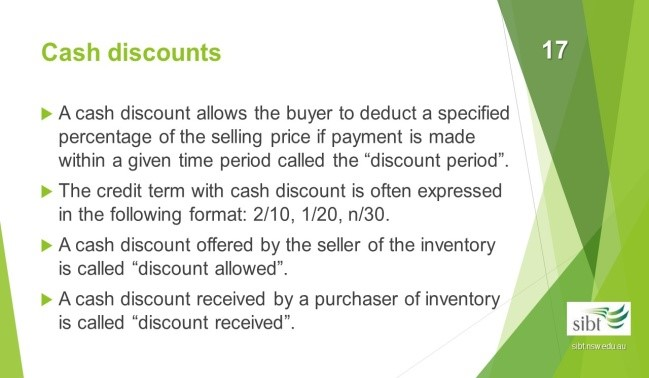 Cash discounts
17
A cash discount allows the buyer to deduct a specified
percentage of the selling price if payment is made
within a given time period called the “discount period”.
The credit term with cash discount is often expressed
in the following format: 2/10, 1/20, n/30.
A cash discount offered by the seller of the inventory
is called “discount allowed”.
A cash discount received by a purchaser of inventory
is called “discount received”.
sibt
sibt.nsw.edu.au